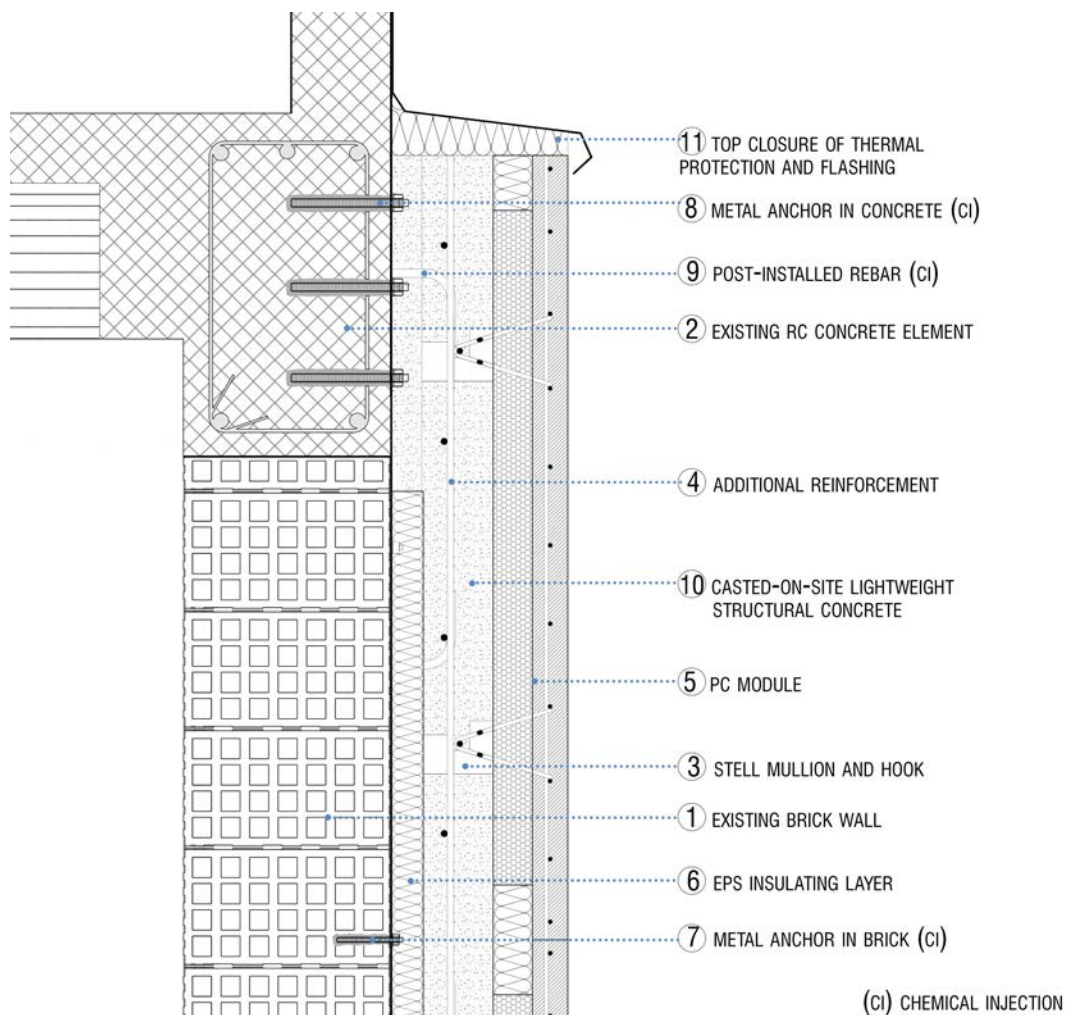 11 TOP CLOSURE OF THERMAL
PROTECTION AND FLASHING
8 METAL ANCHOR IN CONCRETE (CI)
9 POST-INSTALLED REBAR (CI)
2 EXISTING RC CONCRETE ELEMENT
4 ADDITIONAL REINFORCEMENT
10 CASTED-ON-SITE LIGHTWEIGHT
STRUCTURAL CONCRETE
5 PC MODULE
3 STELL MULLION AND HOOK
1 EXISTING BRICK WALL
6 EPS INSULATING LAYER
7 METAL ANCHOR IN BRICK (CI)
(CI) CHEMICAL INJECTION